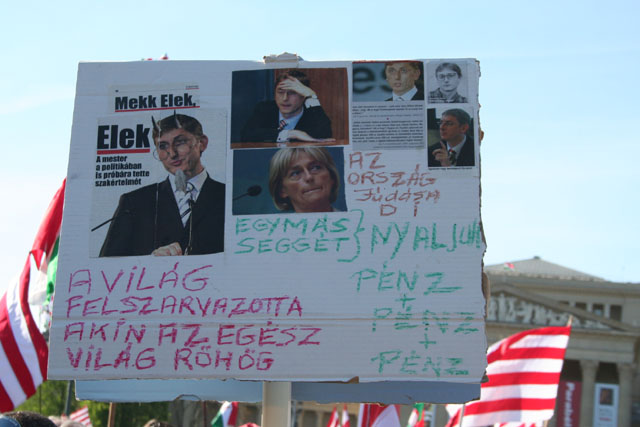 Mekk Elek.
Elek
A mester a
politikában
is próbára tette
szakértelmét
AZ
ORSZÁG
JÚDÁSA
DI
EGYMÁS
SEGGÉT
NYALJUK
A VILÁG
FELSZARVAZOTTA
AKIN AZ EGÉSZ
VILÁG RÖHÖG
PÉNZ
+
PÉNZ
+
PÉNZ